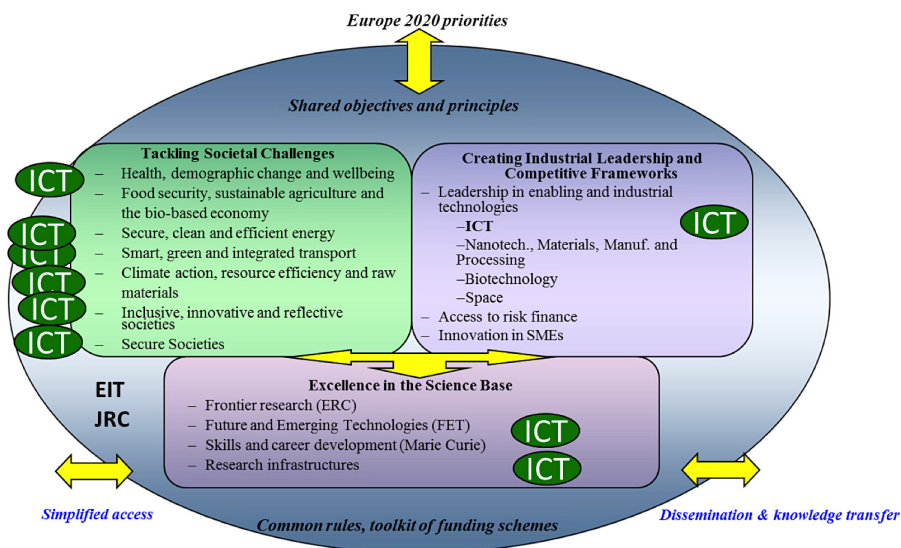 Europe 2020 priorities
Shared objectives and principles
Tackling Societal Challenges
– Health, demographic change and wellbeing
– Food security, sustainable agriculture and
the bio-based economy
– Secure, clean and efficient energy
– Smart, green and integrated transport
– Climate action, resource efficiency and raw
materials
– Inclusive, innovative and reflective
societies
– Secure Societies
ICT
ICT
ICT
ICT
ICT
ICT
Creating Industrial Leadership and
Competitive Frameworks
– Leadership in enabling and industrial
technologies
–ICT
–Nanotech., Materials, Manuf. and
Processing
–Biotechnology
–Space
– Access to risk finance
– Innovation in SMEs
ICT
Excellence in the Science Base
– Frontier research (ERC)
– Future and Emerging Technologies (FET)
– Skills and career development (Marie Curie)
– Research infrastructures
ICT
ICT
EIT
JRC
Simplified access
Common rules, toolkit of funding schemes
Dissemination & knowledge transfer